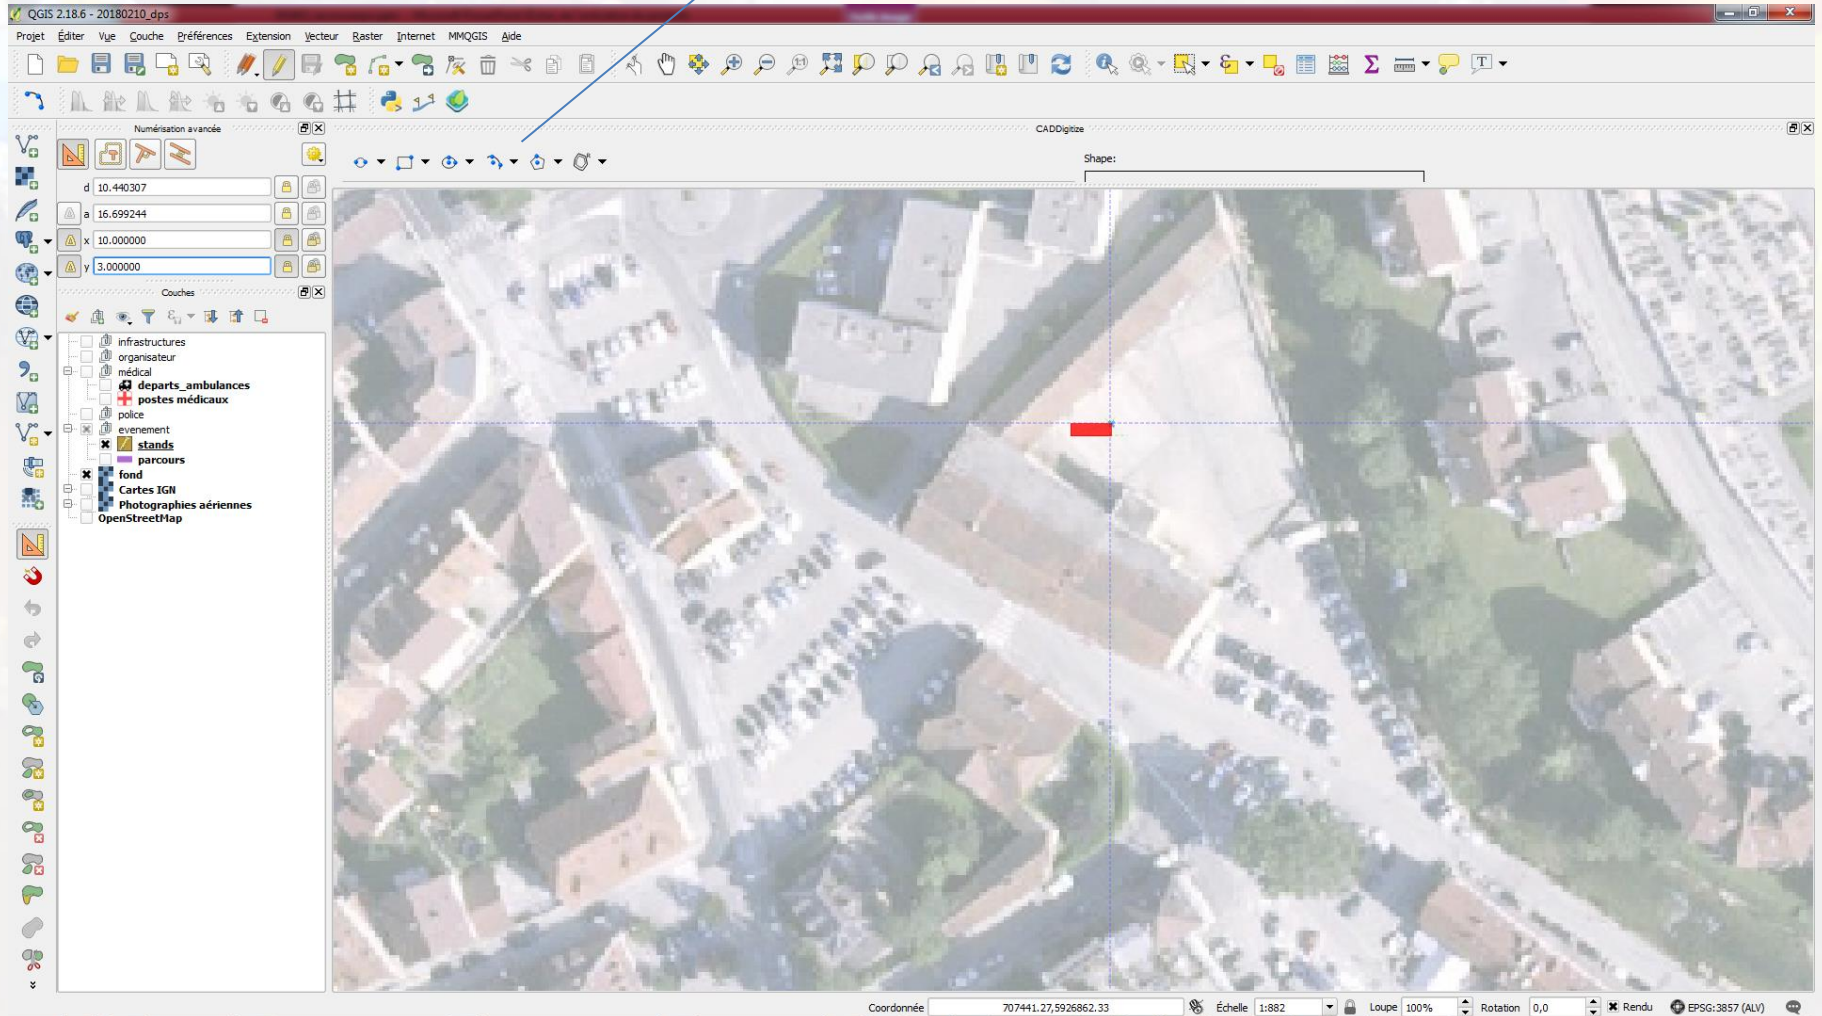 QGIS 2.18.6 - 20180210_dps
Projet Éditer Vue Couche Préférences Extension Vecteur Raster Internet MMQGIS Aide
Numérisation avancée
CADDigitize
Shape:
d 10.440307
a 16.699244
x 10.000000
y 3.000000
Couches
infrastructures
organisateur
médical
departs_ambulances
postes médicaux
police
evenement
stands
parcours
fond
Cartes IGN
Photographies aériennes
OpenStreetMap
Coordonnée 707441.27,5926862.33 Échelle 1:882 Loupe 100% Rotation 0,0 Rendu EPSG:3857 (ALV)